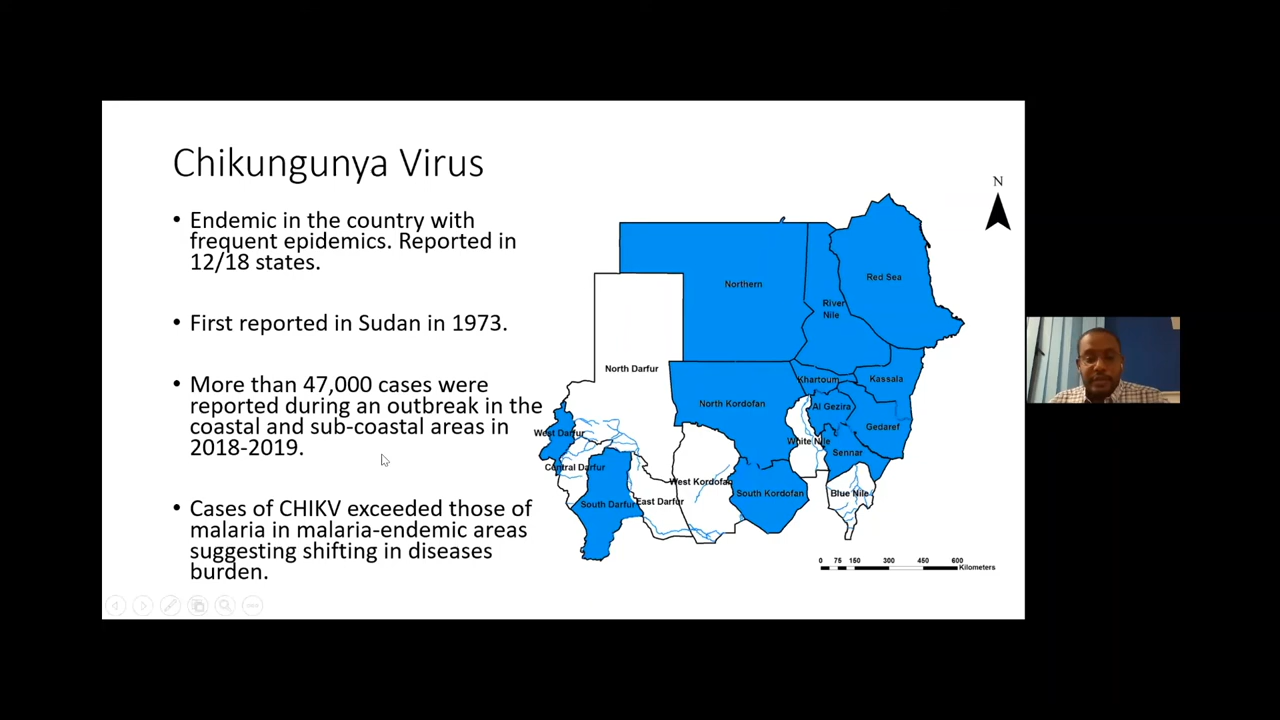 Chikungunya Virus
• Endemic in the country with
frequent epidemics. Reported in
12/18 states.
• First reported in Sudan in 1973.
• More than 47,000 cases were
reported during an outbreak in the
coastal and sub-coastal areas in
2018-2019.
• Cases of CHIKV exceeded those of
malaria in malaria-endemic areas
suggesting shifting in diseases
burden.
N
Red Sea
Northern
River
Nile
North Darfur
Khartoum
Kassala
North Kordofan
Al Gezira
Gedaref
West Darfur
White Nile
Sennar
Central Darfur
West Kordofan
South Kordofan
Blue Nile
South Darfur
East Darfur
0 75 150 300 450 600
Kilometers